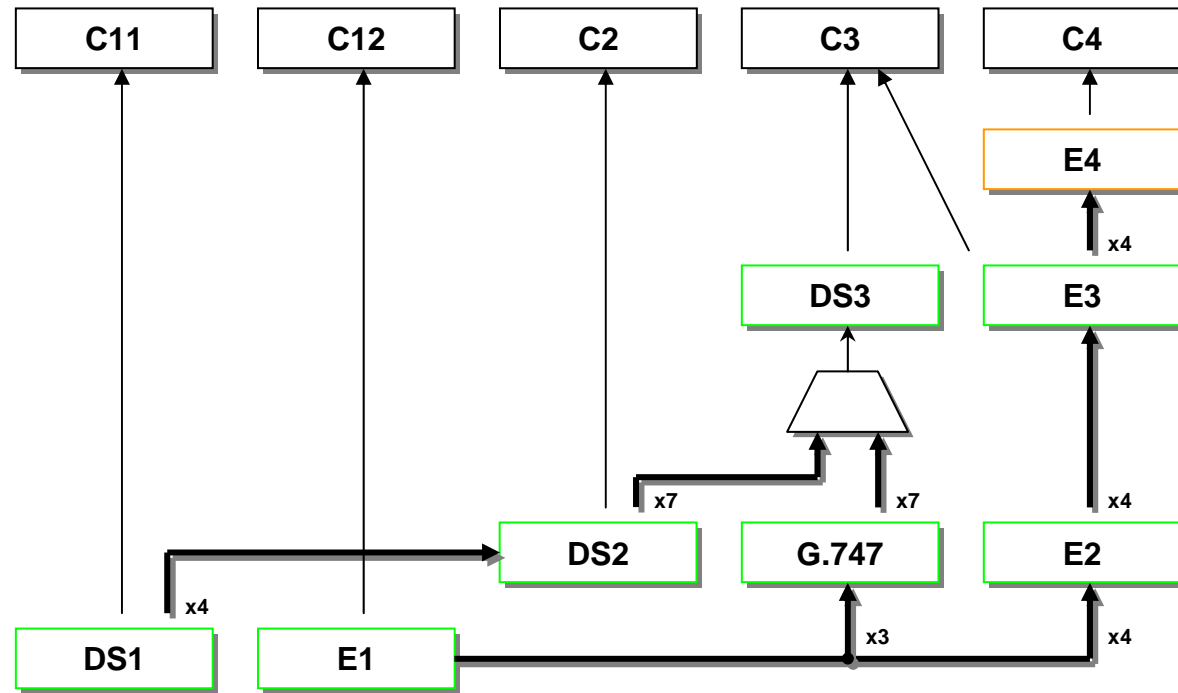 C11 C12 C2 C3 C4
E4
x4
DS3 E3
x7 x7 x4
DS2 G.747 E2
x4 x3 x4
DS1 E1